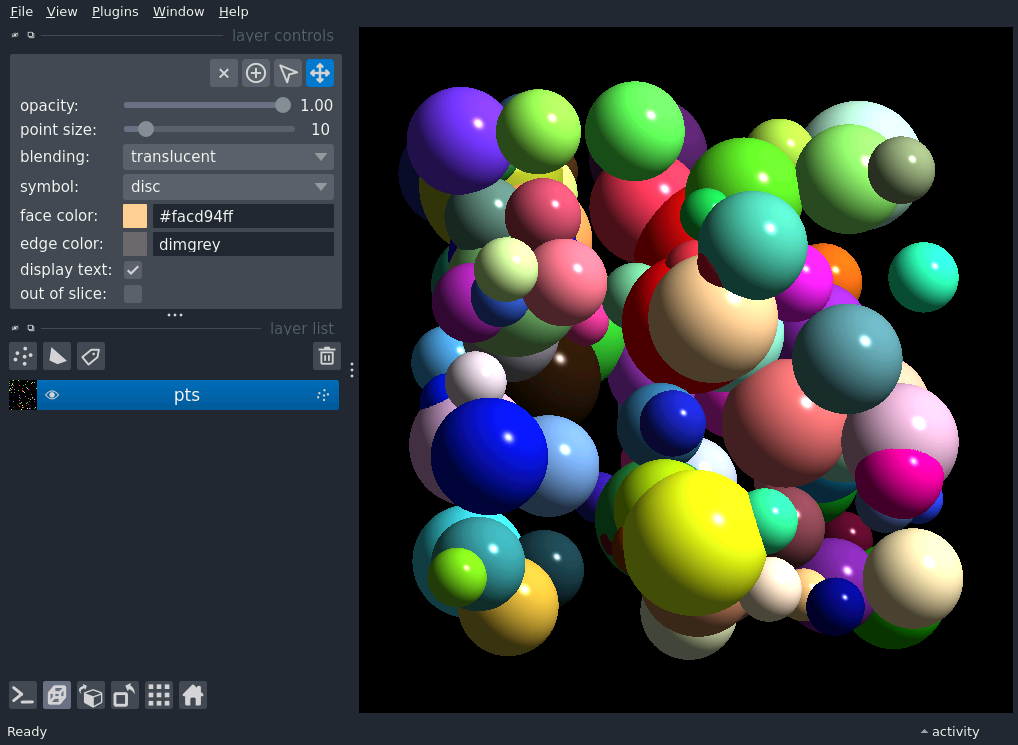 File View Plugins Window Help
layer controls
opacity: 1.00
point size: 10
blending: translucent
symbol: disc
face color: #facd94ff
edge color: dimgrey
display text:
out of slice:
layer list
pts
Ready
activity